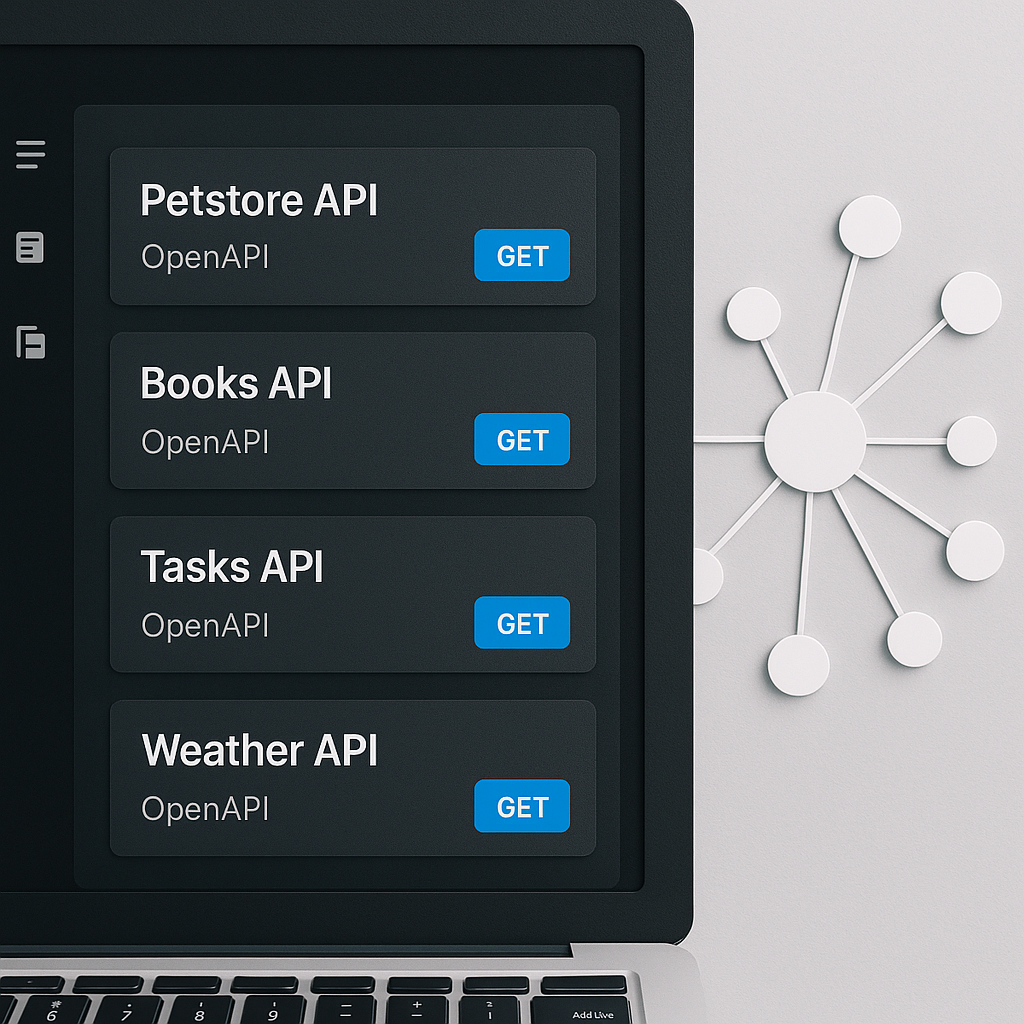 Petstore API
OpenAPI
GET
Books API
OpenAPI
GET
Tasks API
OpenAPI
GET
Weather API
OpenAPI
GET
6
7
8
9
Add Live